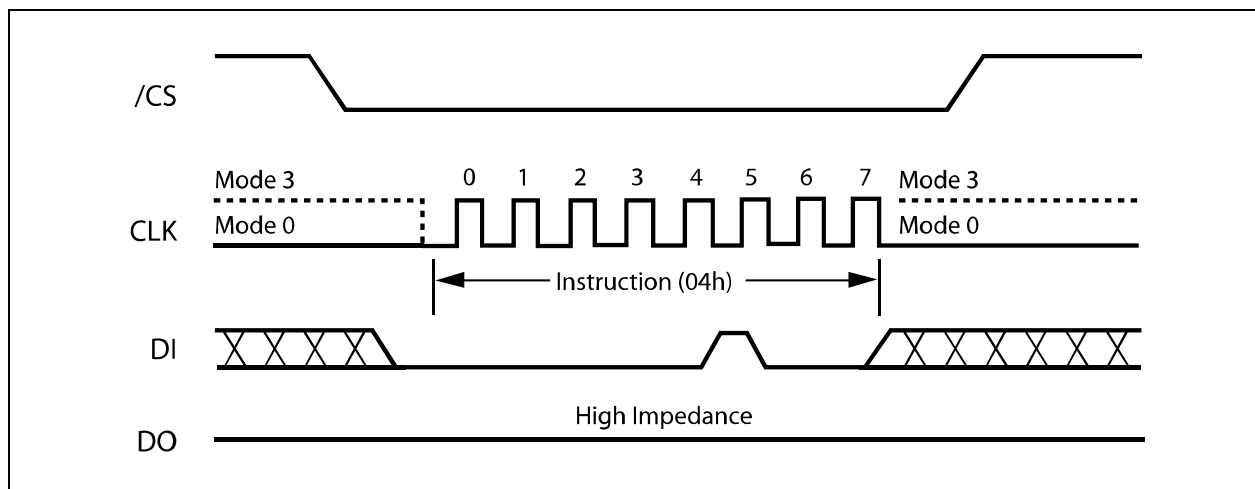 /CS
Mode 3 0 1 2 3 4 5 6 7 Mode 3
CLK Mode 0 Mode 0
Instruction (04h)
DI
High Impedance
DO